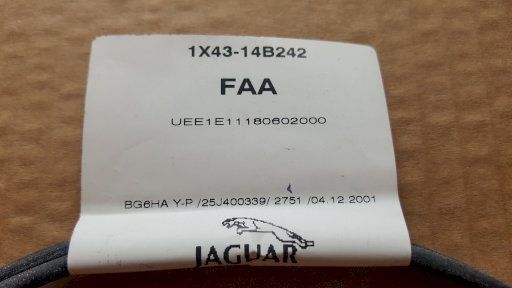 1X43-14B242
FAA
UEE1E11180602000
BG6HA Y-P /25J400339/ 2751 /04.12.2001
JAGUAR